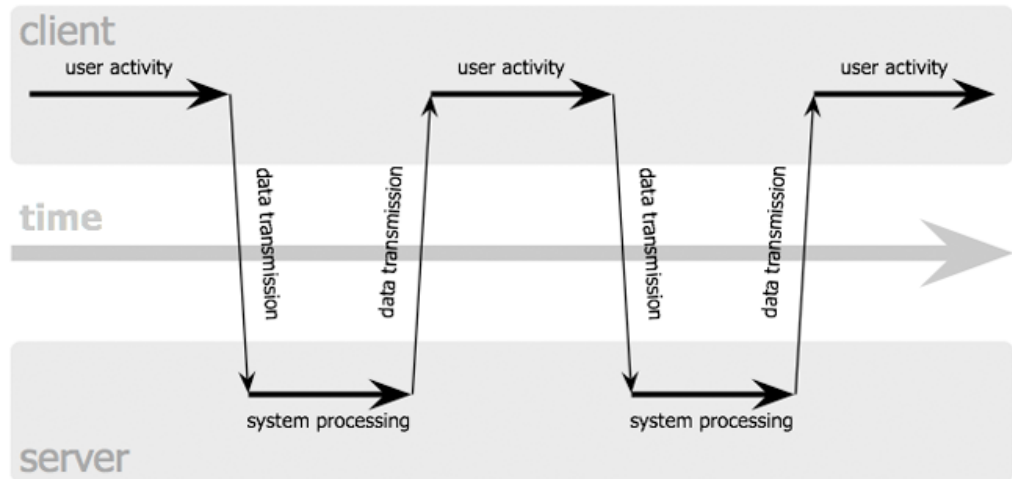 client
user activity
user activity
user activity
data transmission
data transmission
data transmission
data transmission
time
system processing
system processing
server